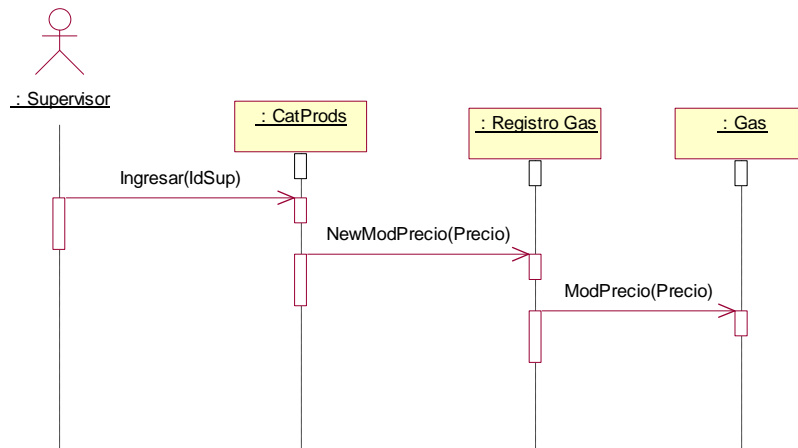 : Supervisor
: CatProds
: Registro Gas
: Gas
Ingresar(IdSup)
NewModPrecio(Precio)
ModPrecio(Precio)